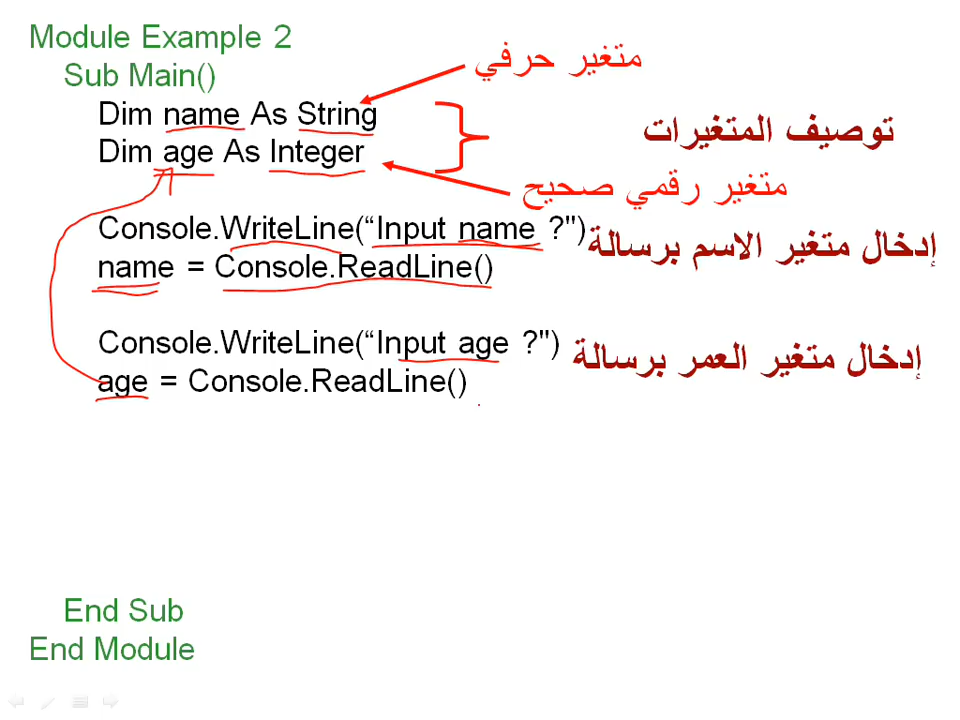 Module Example 2
Sub Main()
متغير حرفي
Dim name As String
توصيف المتغيرات
Dim age As Integer
متغير رقمي صحيح
Console.WriteLine(“Input name ?")
إدخال متغير الاسم برسالة
name = Console.ReadLine()
Console.WriteLine(“Input age ?")
إدخال متغير العمر برسالة
age = Console.ReadLine()
End Sub
End Module